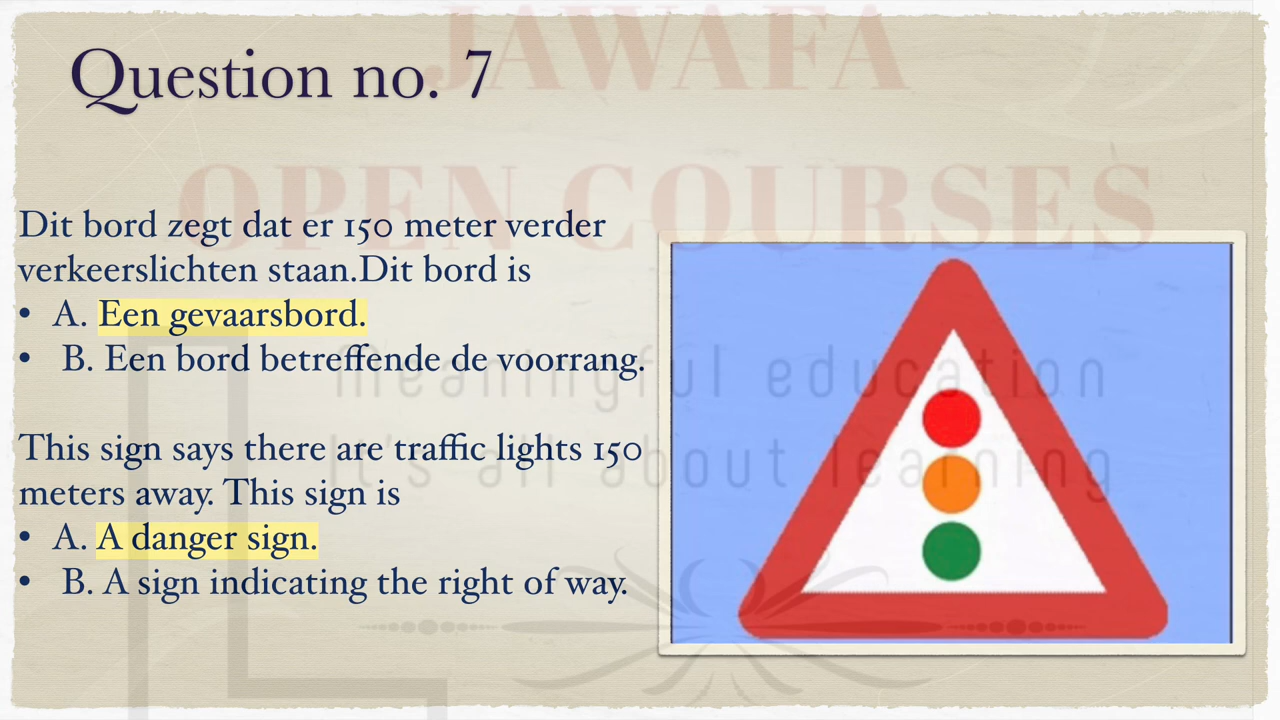 JAWAFA
Question no. 7
OPEN COURSES
Dit bord zegt dat er 150 meter verder
verkeerslichten staan.Dit bord is
• A. Een gevaarsbord.
• B. Een bord betreffende de voorrang.
meaningful education
This sign says there are traffic lights 150
It's all about learning
meters away. This sign is
• A. A danger sign.
• B. A sign indicating the right of way.